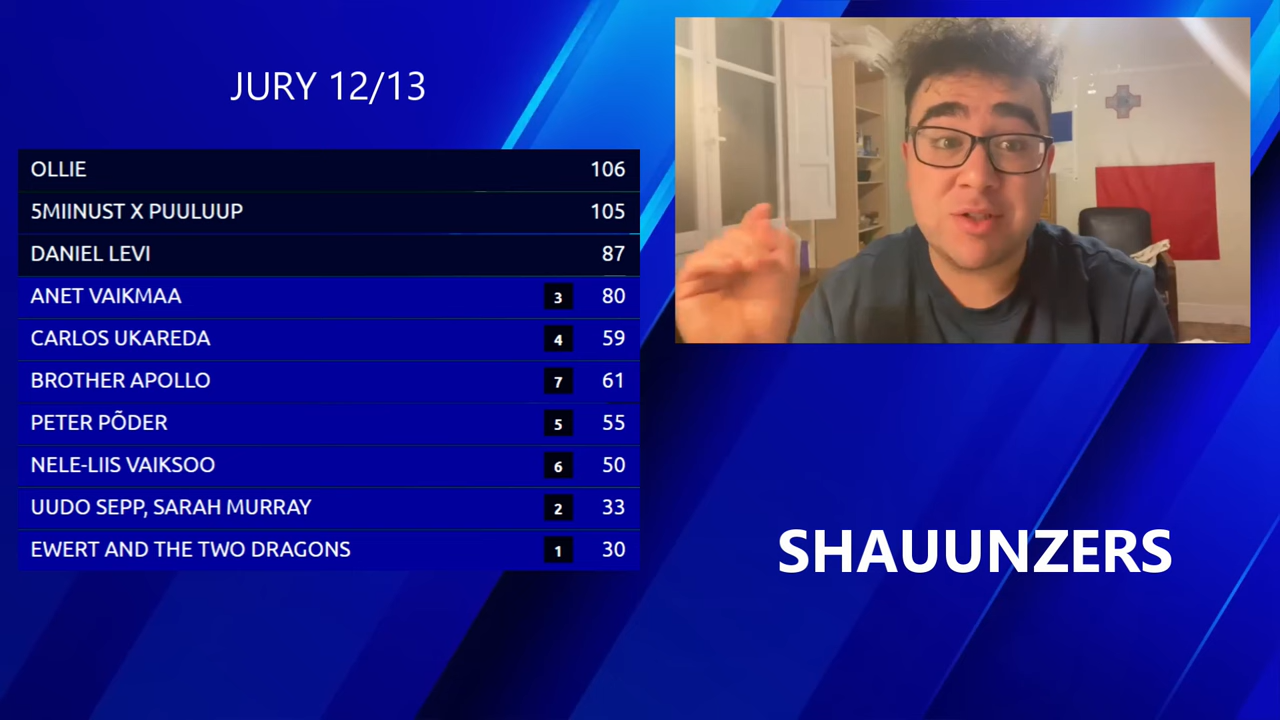 JURY 12/13
OLLIE 106
5MIINUST X PUULUUP 105
DANIEL LEVI 87
ANET VAIKMAA 3 80
CARLOS UKAREDA 4 59
BROTHER APOLLO 7 61
PETER PÕDER 5 55
NELE-LIIS VAIKSOO 6 50
UUDO SEPP, SARAH MURRAY 2 33
EWERT AND THE TWO DRAGONS 1 30
SHAUUNZERS